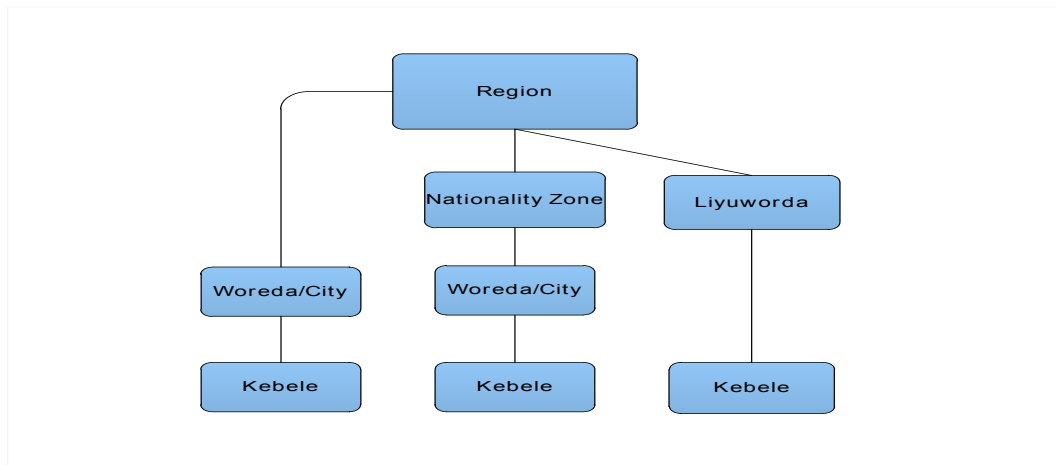 Region
Nationality Zone
Liyuworda
Woreda/City
Woreda/City
Kebele
Kebele
Kebele